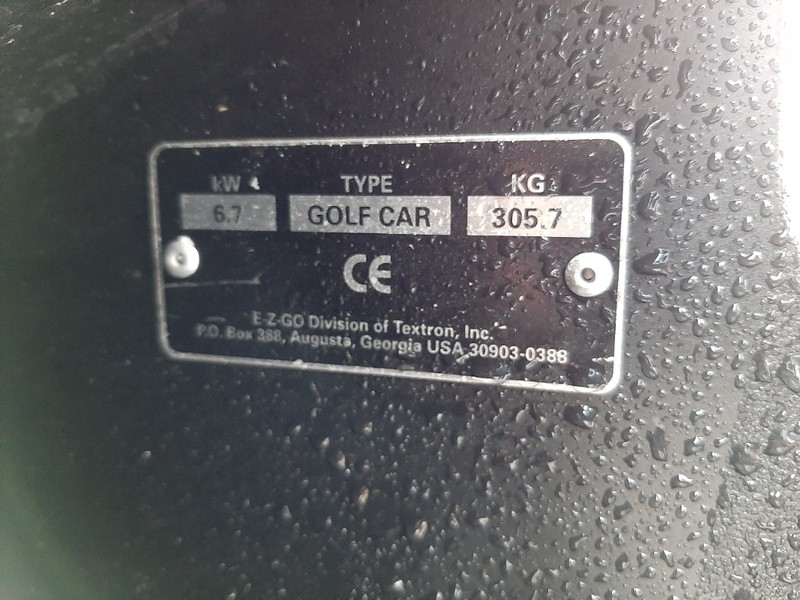 kW TYPE KG
6.7 GOLF CAR 305.7
CE
E-Z-GO Division of Textron, Inc.
P.O. Box 388, Augusta, Georgia USA 30903-0388